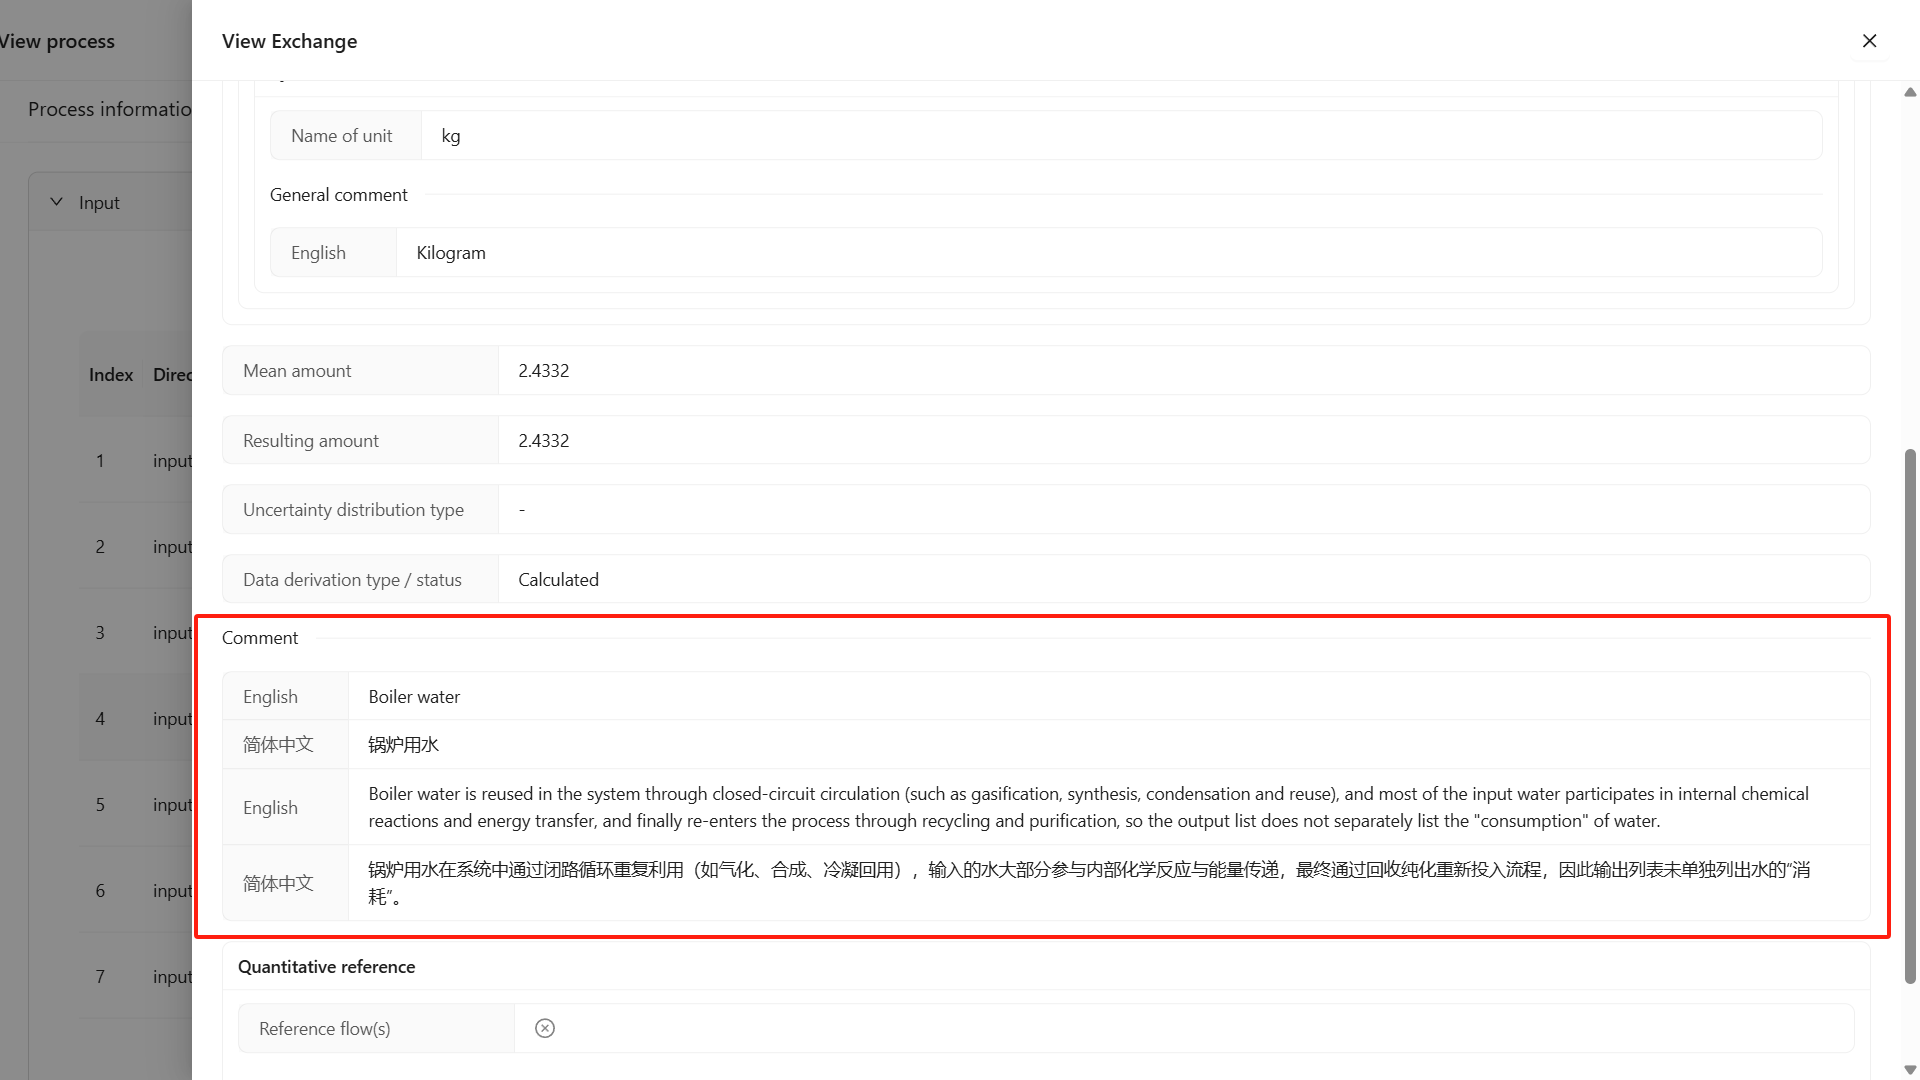 View process
View Exchange
Process informatio
Name of unit
kg
Input
General comment
English
Kilogram
Index
Direc
Mean amount
2.4332
1
input
Resulting amount
2.4332
2
input
Uncertainty distribution type
-
Data derivation type / status
Calculated
3
input
Comment
English
Boiler water
4
input
简体中文
锅炉用水
5
input
English
Boiler water is reused in the system through closed-circuit circulation (such as gasification, synthesis, condensation and reuse), and most of the input water participates in internal chemical
reactions and energy transfer, and finally re-enters the process through recycling and purification, so the output list does not separately list the "consumption" of water.
6
input
简体中文
锅炉用水在系统中通过闭路循环重复利用（如气化、合成、冷凝回用），输入的水大部分参与内部化学反应与能量传递，最终通过回收纯化重新投入流程，因此输出列表未单独列出水的“消
耗”。
7
input
Quantitative reference
Reference flow(s)